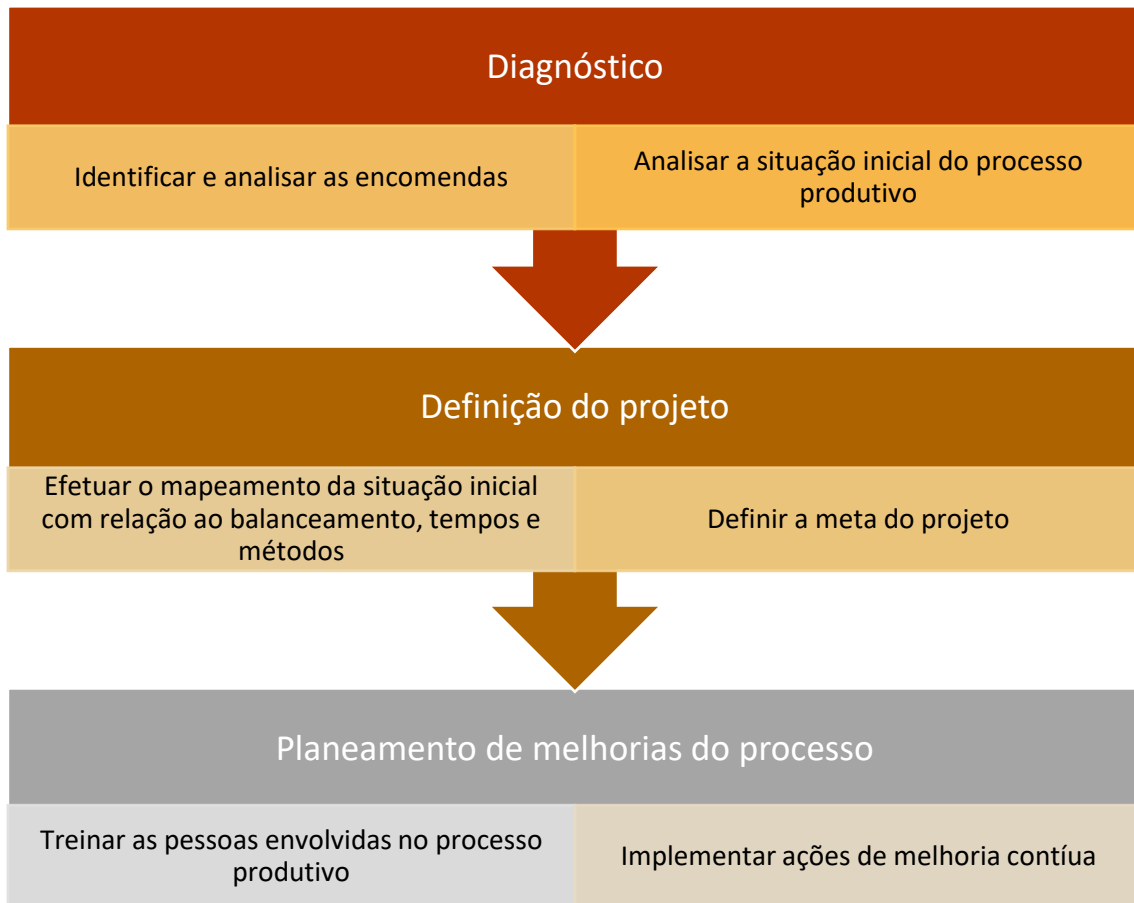 Diagnóstico
Identificar e analisar as encomendas
Analisar a situação inicial do processo
produtivo
Definição do projeto
Efetuar o mapeamento da situação inicial
com relação ao balanceamento, tempos e
métodos
Definir a meta do projeto
Planeamento de melhorias do processo
Treinar as pessoas envolvidas no processo
produtivo
Implementar ações de melhoria contíua